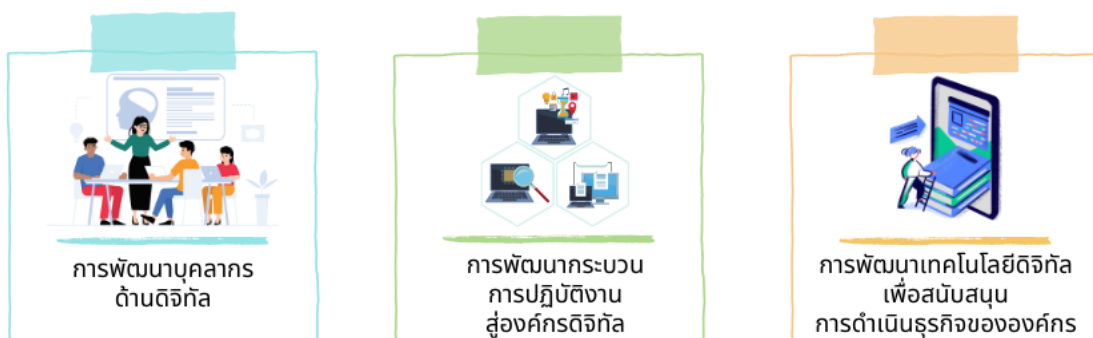 การพัฒนาบุคลากร
ด้านดิจิทัล
การพัฒนากระบวน
การปฏิบัติงาน
สู่องค์กรดิจิทัล
การพัฒนาเทคโนโลยีดิจิทัล
เพื่อสนับสนุน
การดำเนินธุรกิจขององค์กร